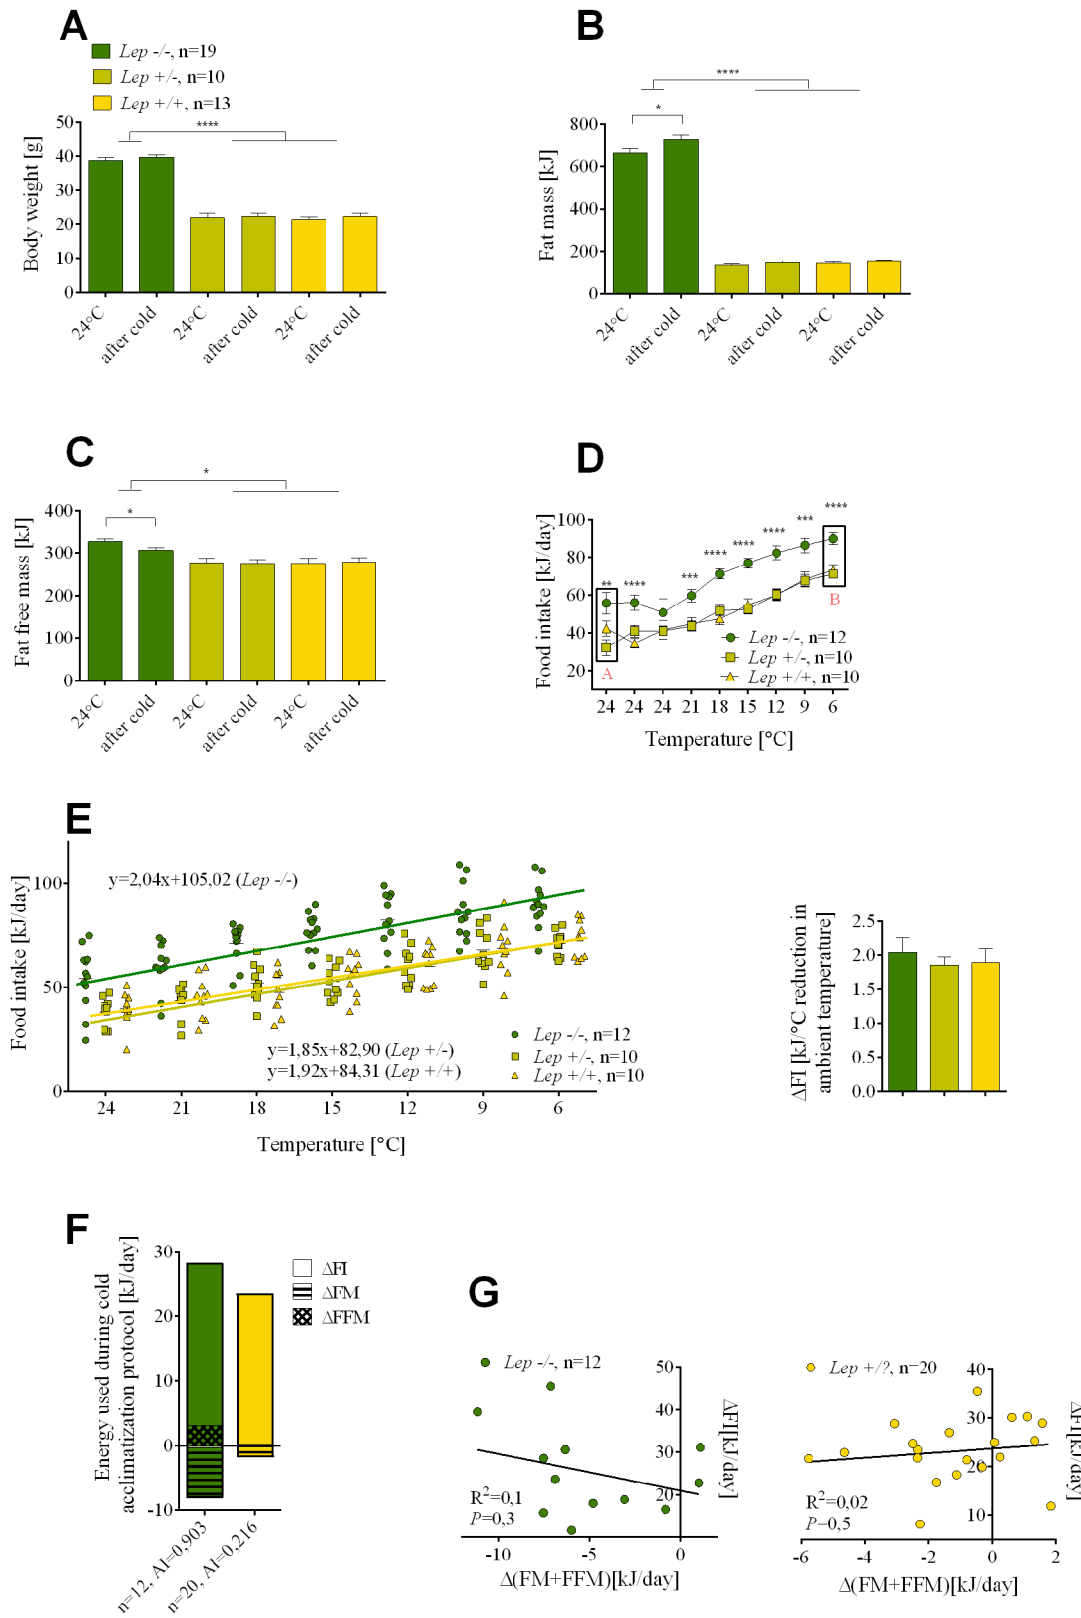 A
Lep -/-, n=19
Lep +/-, n=10
Lep +/+, n=13
****
Body weight [g]
50
40
30
20
10
0
24°C
after cold
24°C
after cold
24°C
after cold
B
****
*
Fat mass [kJ]
800
600
400
200
0
24°C
after cold
24°C
after cold
24°C
after cold
C
*
*
Fat free mass [kJ]
400
300
200
100
0
24°C
after cold
24°C
after cold
24°C
after cold
D
Food intake [kJ/day]
100
80
60
40
20
** **** *** **** **** **** *** ****
A
B
Lep -/-, n=12
Lep +/-, n=10
Lep +/+, n=10
24 24 24 21 18 15 12 9 6
Temperature [°C]
E
Food intake [kJ/day]
100
50
0
y=2,04x+105,02 (Lep -/-)
y=1,85x+82,90 (Lep +/-)
y=1,92x+84,31 (Lep +/+)
Lep -/-, n=12
Lep +/-, n=10
Lep +/+, n=10
24 21 18 15 12 9 6
Temperature [°C]
ΔFI [kJ/°C reduction in
ambient temperature]
2.5
2.0
1.5
1.0
0.5
0.0
F
Energy used during cold
acclimatization protocol [kJ/day]
30
20
10
0
-10
ΔFI
ΔFM
ΔFFM
n=12, AI=0,903
n=20, AI=0,216
G
Lep -/-, n=12
50
40
30
20
ΔFI[kJ/day]
R2=0,1
P=0,3
-10 -5 0
Δ(FM+FFM)[kJ/day]
Lep +/?, n=20
40
30
20
10
ΔFI[kJ/day]
R2=0,02
P=0,5
-6 -4 -2 0 2
Δ(FM+FFM)[kJ/day]